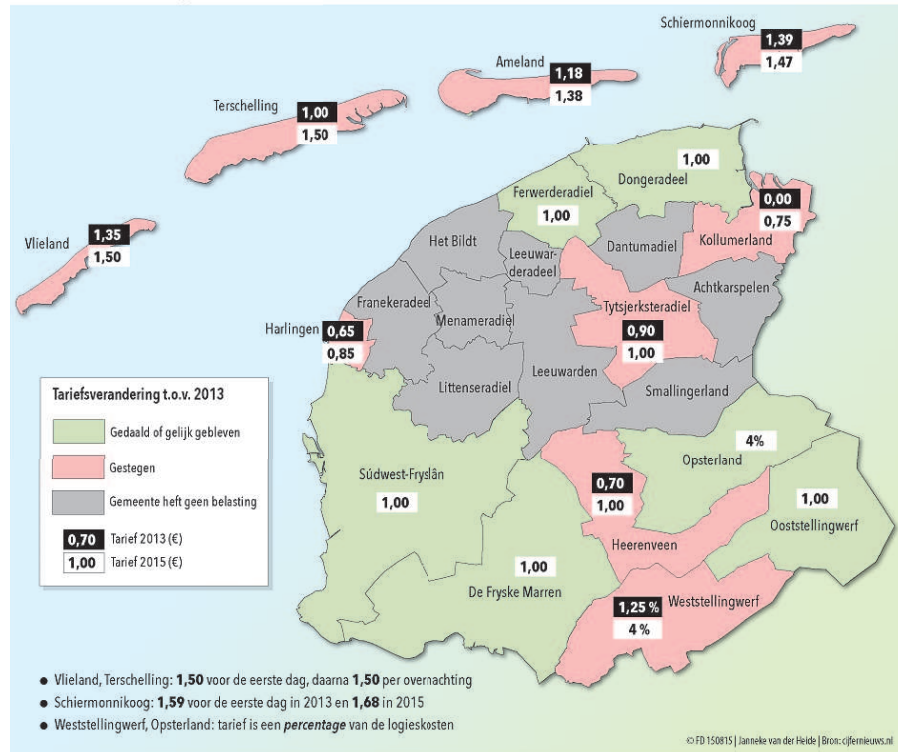 Schiermonnikoog
1,39
1,47
Ameland
1,18
1,38
Terschelling
1,00
1,50
Vlieland
1,35
1,50
Dongeradeel
1,00
Ferwerderadiel
1,00
0,00
0,75
Kollumerland
Het Bildt
Leeuwar-
deradeel
Dantumadiel
Achtkarspelen
Franekeradeel
Menameradiel
Tytsjerksteradiel
0,90
1,00
Harlingen
0,65
0,85
Littenseradiel
Leeuwarden
Smallingerland
Tariefsverandering t.o.v. 2013
Gedaald of gelijk gebleven
Gestegen
Gemeente heft geen belasting
0,70 Tarief 2013 (€)
1,00 Tarief 2015 (€)
Súdwest-Fryslân
1,00
4%
Opsterland
0,70
1,00
Heerenveen
1,00
Ooststellingwerf
1,00
De Fryske Marren
1,25 %
4 %
Weststellingwerf
● Vlieland, Terschelling: 1,50 voor de eerste dag, daarna 1,50 per overnachting
● Schiermonnikoog: 1,59 voor de eerste dag in 2013 en 1,68 in 2015
● Weststellingwerf, Opsterland: tarief is een percentage van de logieskosten
© FD 150815 | Janneke van der Heide | Bron: cijfernieuws.nl